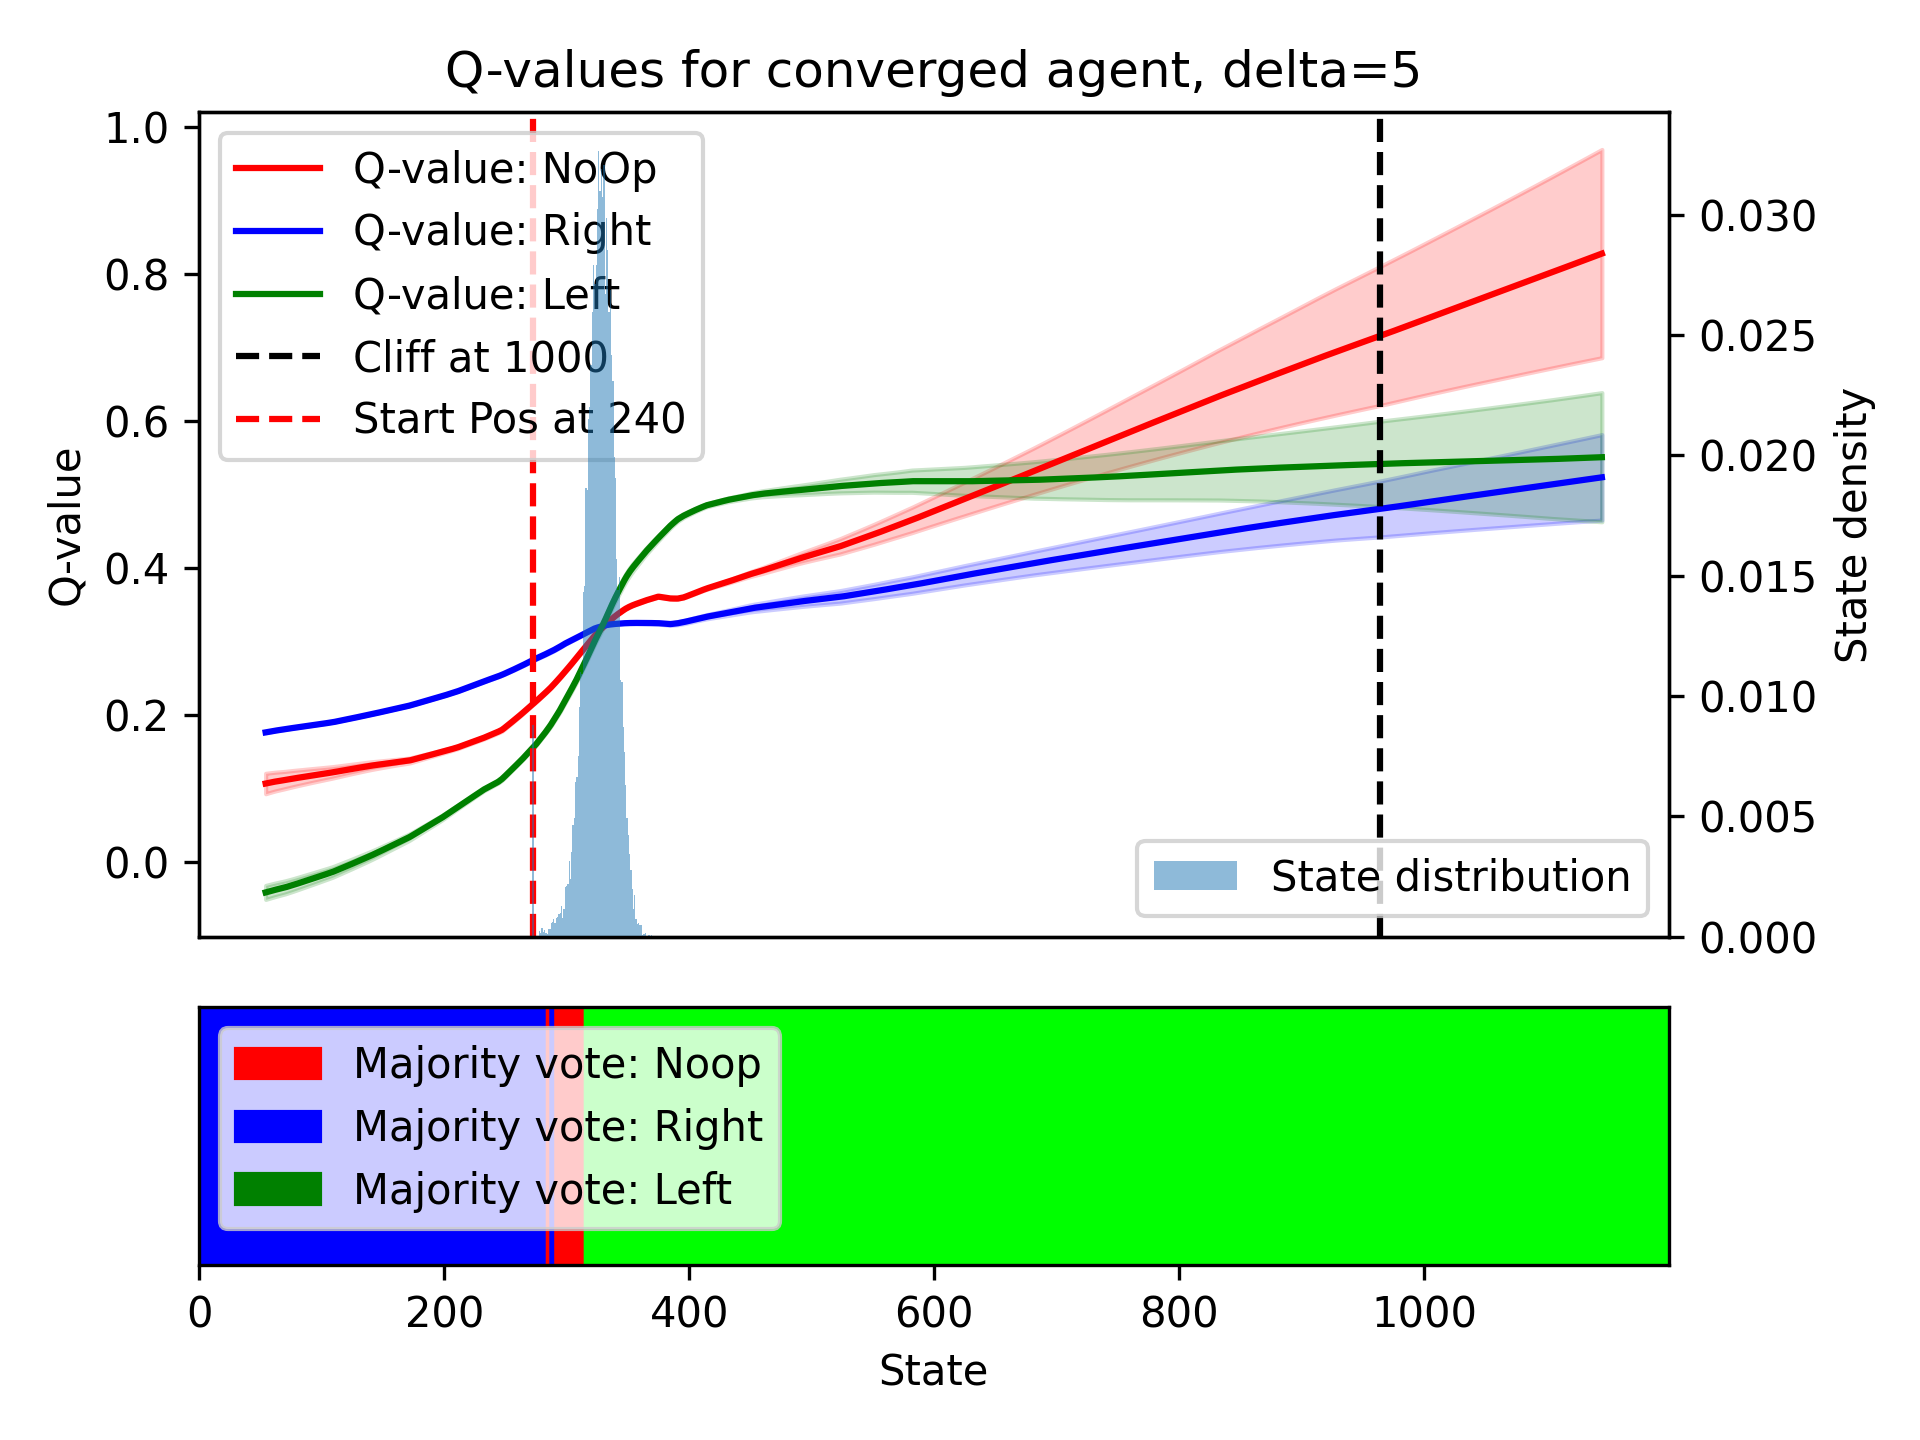 Q-values for converged agent, delta=5
Q-value
1.0
0.8
0.6
0.4
0.2
0.0
Q-value: NoOp
Q-value: Right
Q-value: Left
Cliff at 1000
Start Pos at 240
0.030
0.025
0.020
0.015
0.010
0.005
0.000
State density
State distribution
Majority vote: Noop
Majority vote: Right
Majority vote: Left
0 200 400 600 800 1000
State